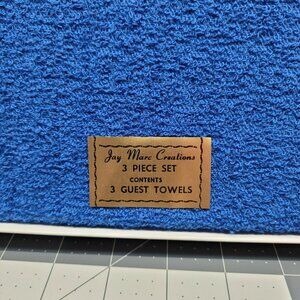 Jay Marc Creations
3 PIECE SET
CONTENTS
3 GUEST TOWELS